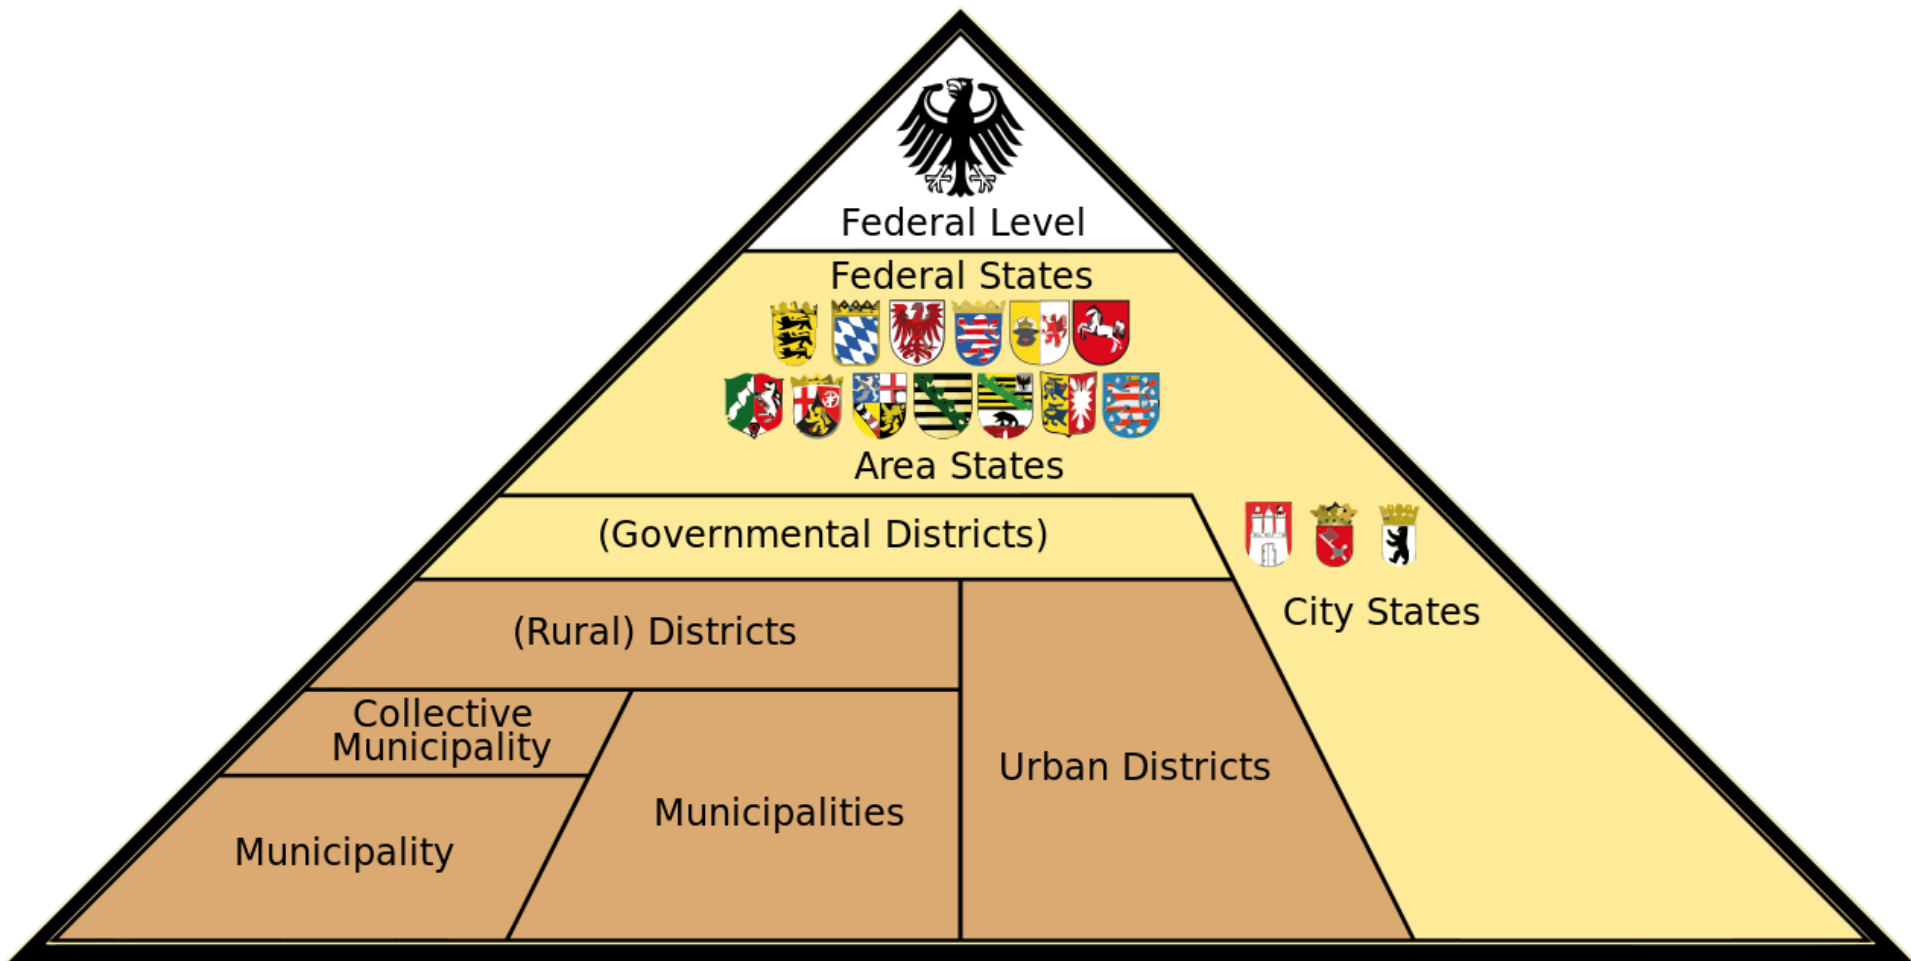 Federal Level
Federal States
Area States
(Governmental Districts)
City States
(Rural) Districts
Collective
Municipality
Urban Districts
Municipalities
Municipality